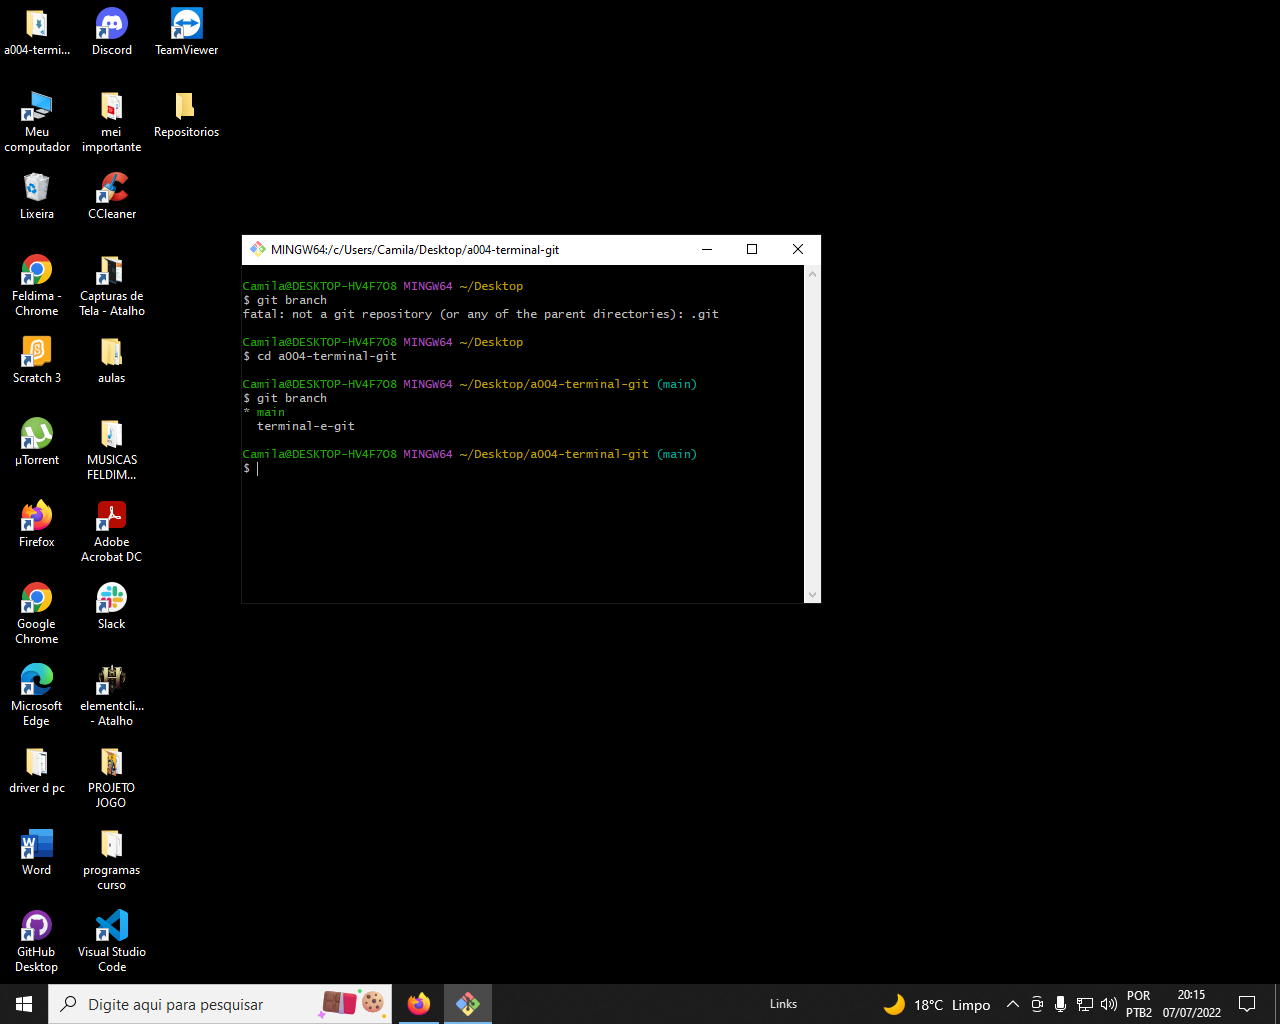 a004-termi...
Discord
TeamViewer
Meu
computador
mei
importante
Repositorios
Lixeira
CCleaner
Feldima -
Chrome
Capturas de
Tela - Atalho
Scratch 3
aulas
µTorrent
MUSICAS
FELDIM...
Firefox
Adobe
Acrobat DC
Google
Chrome
Slack
Microsoft
Edge
elementcli...
- Atalho
driver d pc
PROJETO
JOGO
Word
programas
curso
GitHub
Desktop
Visual Studio
Code
MINGW64:/c/Users/Camila/Desktop/a004-terminal-git
Camila@DESKTOP-HV4F7O8 MINGW64 ~/Desktop
$ git branch
fatal: not a git repository (or any of the parent directories): .git
Camila@DESKTOP-HV4F7O8 MINGW64 ~/Desktop
$ cd a004-terminal-git
Camila@DESKTOP-HV4F7O8 MINGW64 ~/Desktop/a004-terminal-git (main)
$ git branch
* main
  terminal-e-git
Camila@DESKTOP-HV4F7O8 MINGW64 ~/Desktop/a004-terminal-git (main)
$
Digite aqui para pesquisar
Links
18°C Limpo
POR
PTB2
20:15
07/07/2022